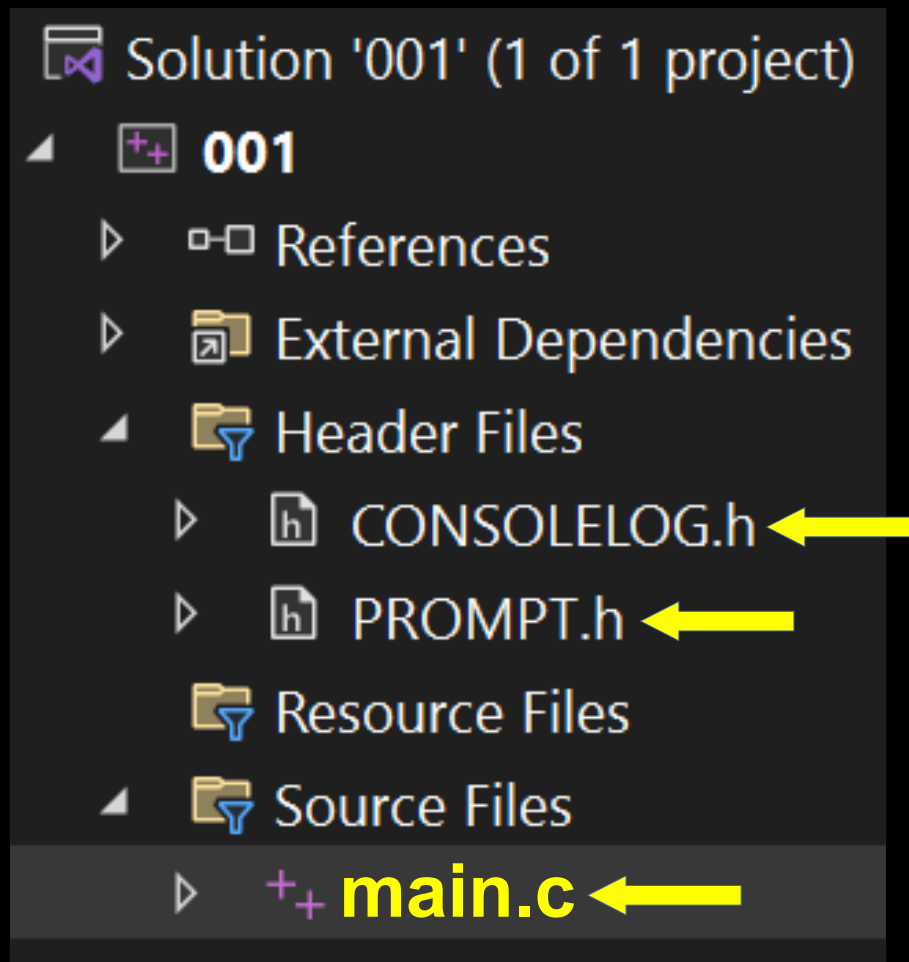 Solution '001' (1 of 1 project)
001
References
External Dependencies
Header Files
CONSOLELOG.h
PROMPT.h
Resource Files
Source Files
main.c